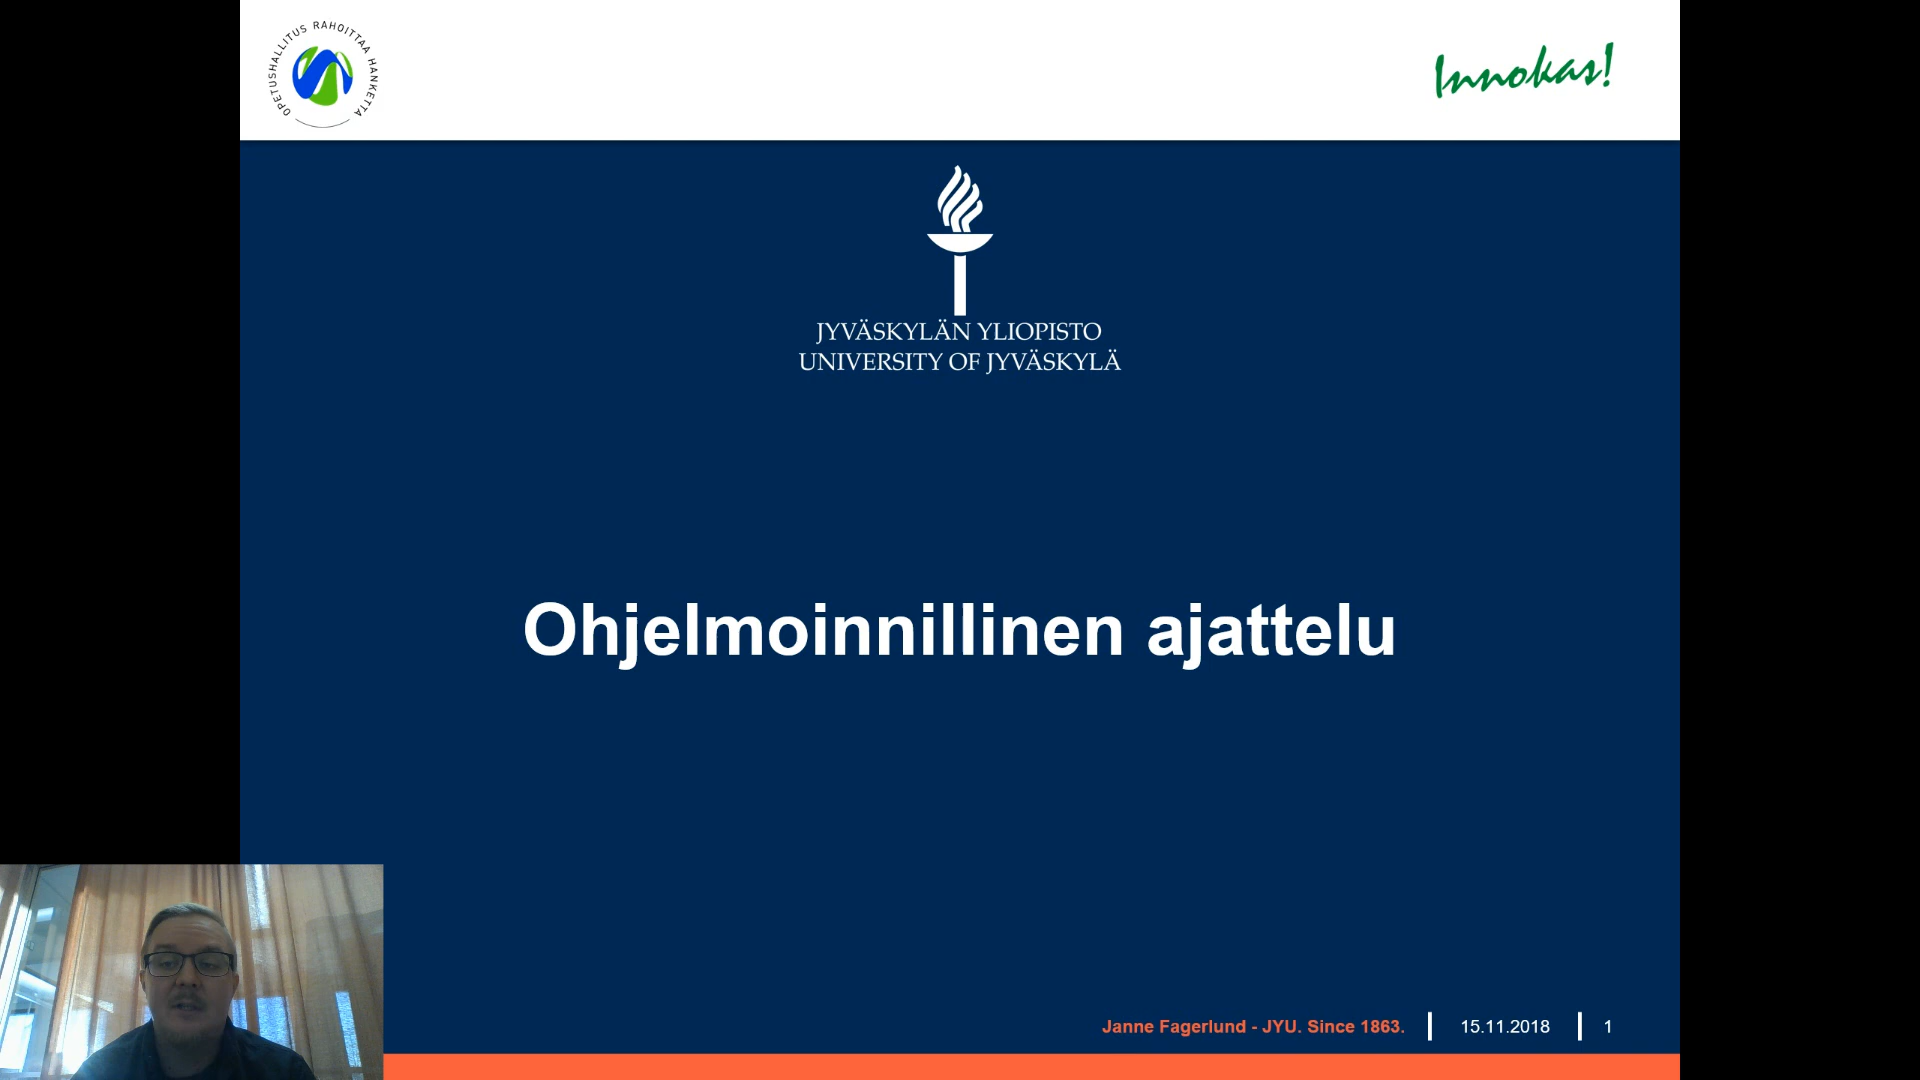 OPETUSHALLITUS RAHOITTAA HANKETTA
Innokas!
JYVÄSKYLÄN YLIOPISTO
UNIVERSITY OF JYVÄSKYLÄ
Ohjelmoinnillinen ajattelu
Janne Fagerlund - JYU. Since 1863.
15.11.2018
1